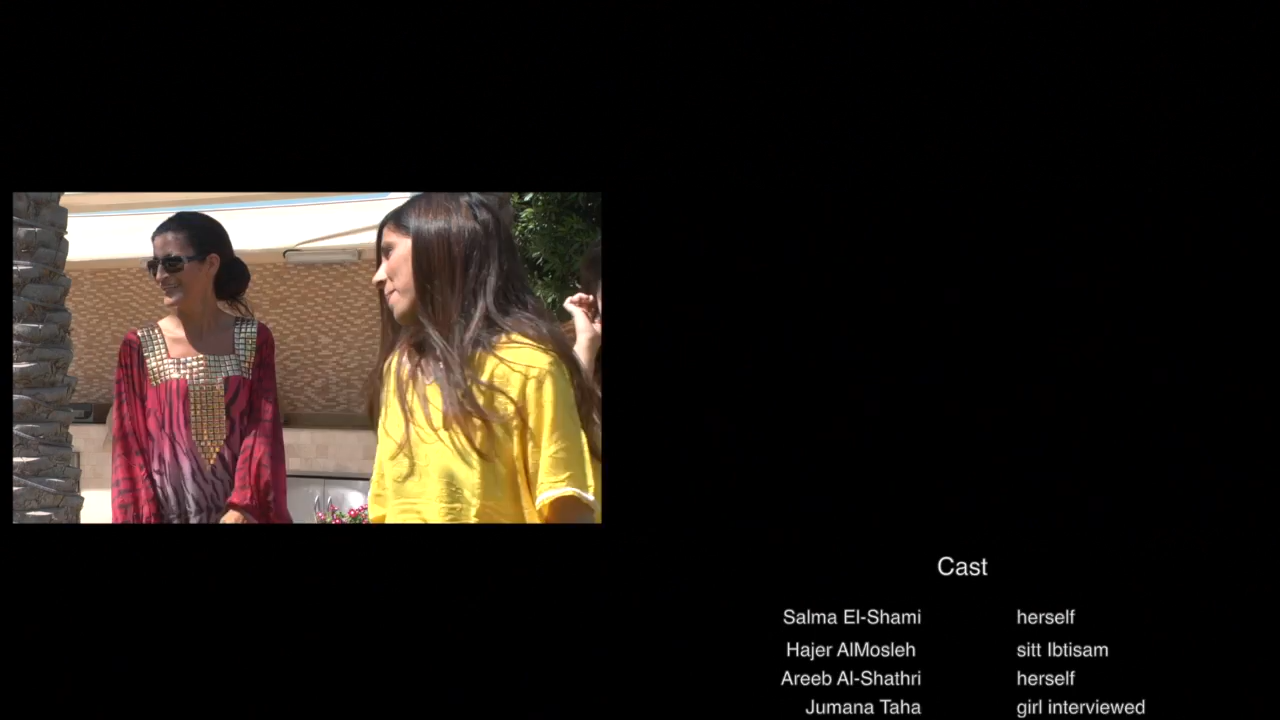 Cast
Salma El-Shami herself
Hajer AlMosleh sitt Ibtisam
Areeb Al-Shathri herself
Jumana Taha girl interviewed